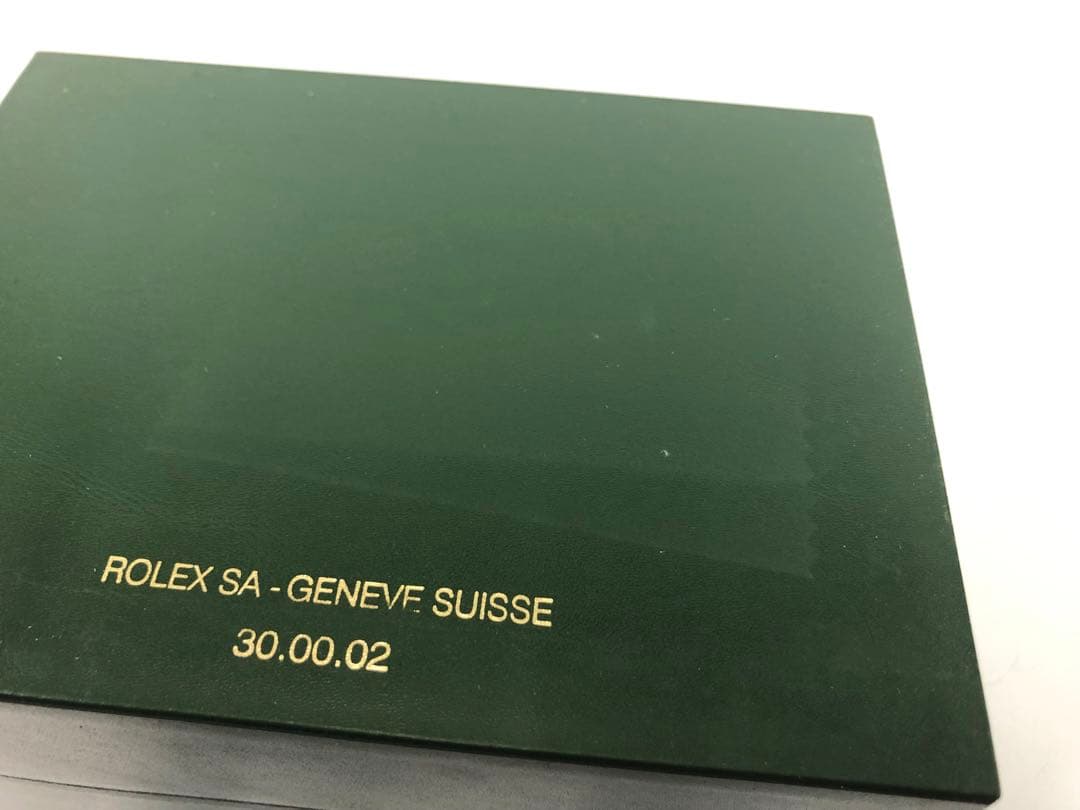 ROLEX SA - GENEVE SUISSE
30.00.02